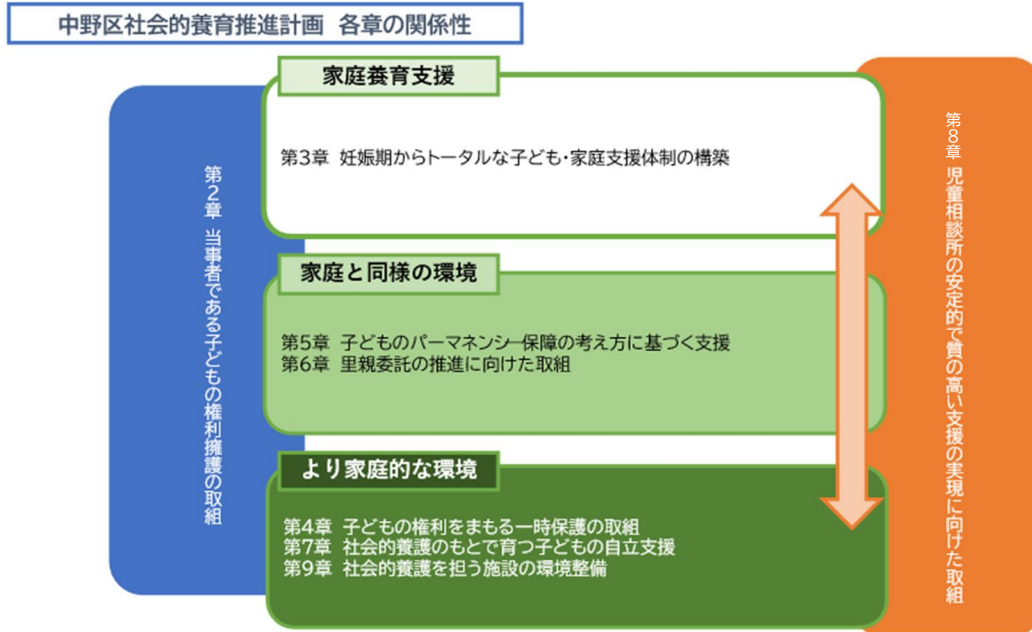 中野区社会的養育推進計画 各章の関係性
第2章 当事者である子どもの権利擁護の取組
家庭養育支援
第3章 妊娠期からトータルな子ども・家庭支援体制の構築
家庭と同様の環境
第5章 子どものパーマネンシー保障の考え方に基づく支援
第6章 里親委託の推進に向けた取組
より家庭的な環境
第4章 子どもの権利をまもる一時保護の取組
第7章 社会的養護のもとで育つ子どもの自立支援
第9章 社会的養護を担う施設の環境整備
第8章 児童相談所の安定的で質の高い支援の実現に向けた取組